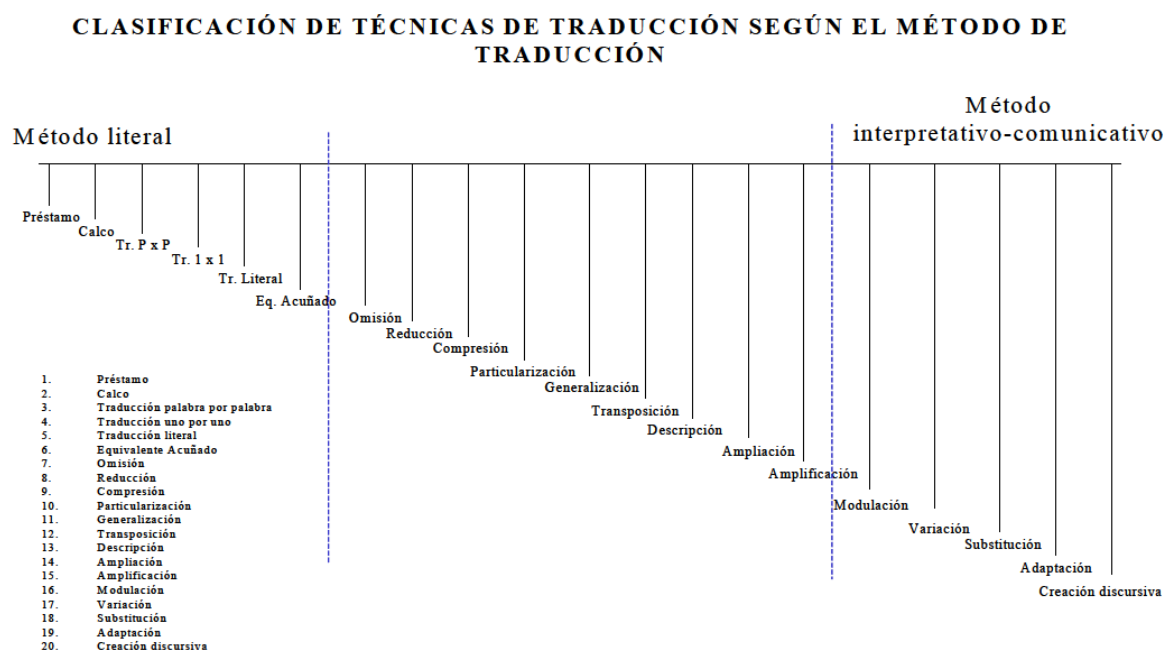 CLASIFICACIÓN DE TÉCNICAS DE TRADUCCIÓN SEGÚN EL MÉTODO DE
TRADUCCIÓN
Método literal
Método
interpretativo-comunicativo
Préstamo
Calco
Tr. P x P
Tr. 1 x 1
Tr. Literal
Eq. Acuñado
Omisión
Reducción
Compresión
Particularización
Generalización
Transposición
Descripción
Ampliación
Amplificación
Modulación
Variación
Substitución
Adaptación
Creación discursiva
1. Préstamo
2. Calco
3. Traducción palabra por palabra
4. Traducción uno por uno
5. Traducción literal
6. Equivalente Acuñado
7. Omisión
8. Reducción
9. Compresión
10. Particularización
11. Generalización
12. Transposición
13. Descripción
14. Ampliación
15. Amplificación
16. Modulación
17. Variación
18. Substitución
19. Adaptación
20. Creación discursiva